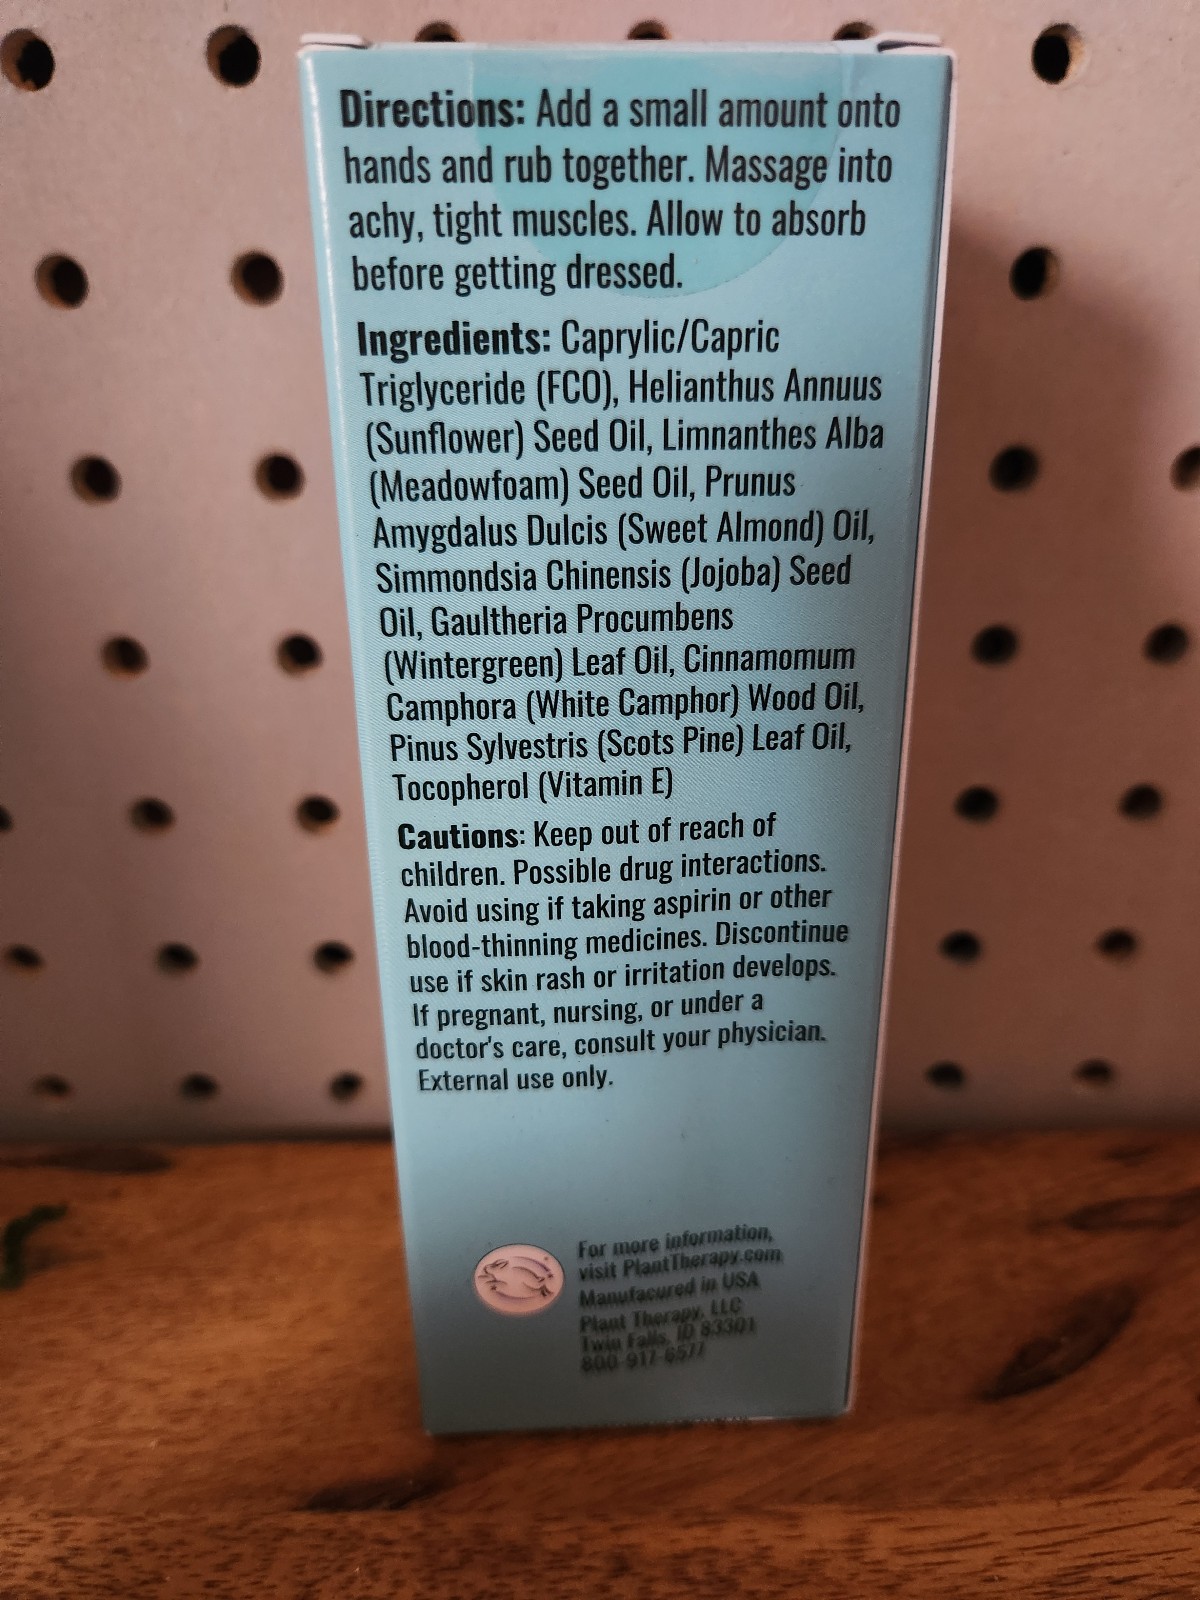 Directions: Add a small amount onto
hands and rub together. Massage into
achy, tight muscles. Allow to absorb
before getting dressed.
Ingredients: Caprylic/Capric
Triglyceride (FCO), Helianthus Annuus
(Sunflower) Seed Oil, Limnanthes Alba
(Meadowfoam) Seed Oil, Prunus
Amygdalus Dulcis (Sweet Almond) Oil,
Simmondsia Chinensis (Jojoba) Seed
Oil, Gaultheria Procumbens
(Wintergreen) Leaf Oil, Cinnamomum
Camphora (White Camphor) Wood Oil,
Pinus Sylvestris (Scots Pine) Leaf Oil,
Tocopherol (Vitamin E)
Cautions: Keep out of reach of
children. Possible drug interactions.
Avoid using if taking aspirin or other
blood-thinning medicines. Discontinue
use if skin rash or irritation develops.
If pregnant, nursing, or under a
doctor's care, consult your physician.
External use only.
For more information,
visit PlantTherapy.com
Manufacured in USA
Plant Therapy, LLC
Twin Falls, ID 83301
800-917-6577